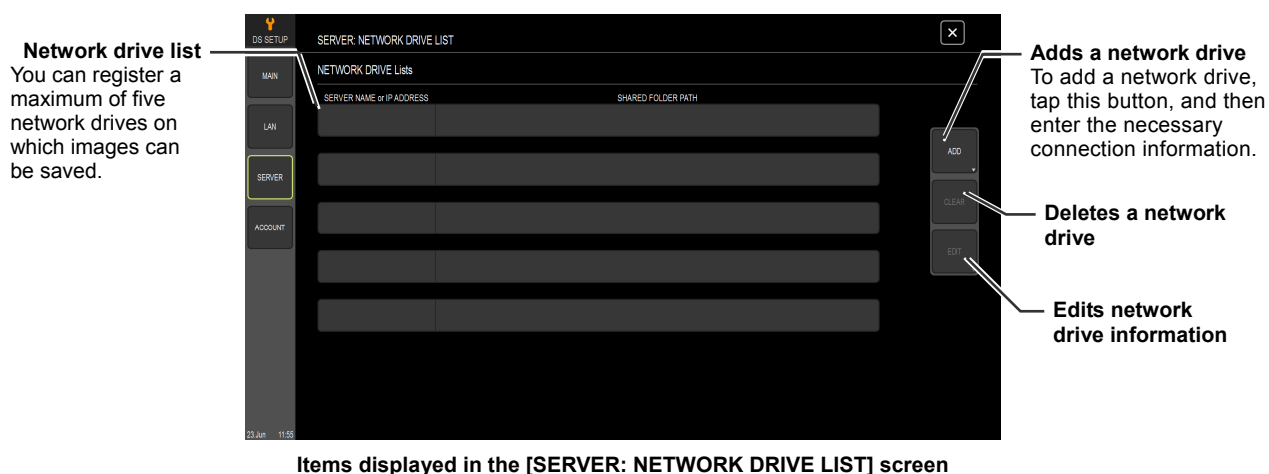 Network drive list
You can register a
maximum of five
network drives on
which images can
be saved.
DS SETUP
MAIN
LAN
SERVER
ACCOUNT
23.Jun 11:55
SERVER: NETWORK DRIVE LIST
NETWORK DRIVE Lists
SERVER NAME or IP ADDRESS SHARED FOLDER PATH
ADD
CLEAR
EDIT
Adds a network drive
To add a network drive,
tap this button, and then
enter the necessary
connection information.
Deletes a network
drive
Edits network
drive information
Items displayed in the [SERVER: NETWORK DRIVE LIST] screen